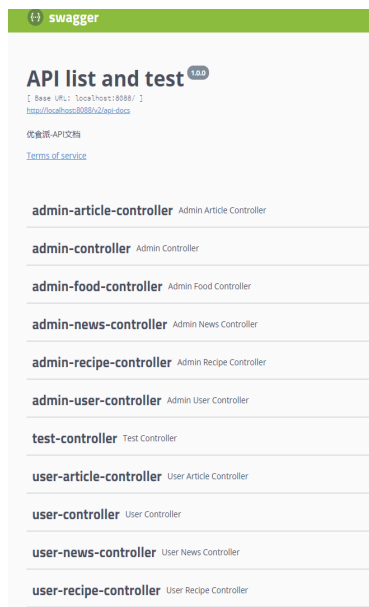 {···} swagger
API list and test 1.0.0
[ Base URL: localhost:8088/ ]
http://localhost:8088/v2/api-docs
优食派-API文档
Terms of service
admin-article-controller Admin Article Controller
admin-controller Admin Controller
admin-food-controller Admin Food Controller
admin-news-controller Admin News Controller
admin-recipe-controller Admin Recipe Controller
admin-user-controller Admin User Controller
test-controller Test Controller
user-article-controller User Article Controller
user-controller User Controller
user-news-controller User News Controller
user-recipe-controller User Recipe Controller